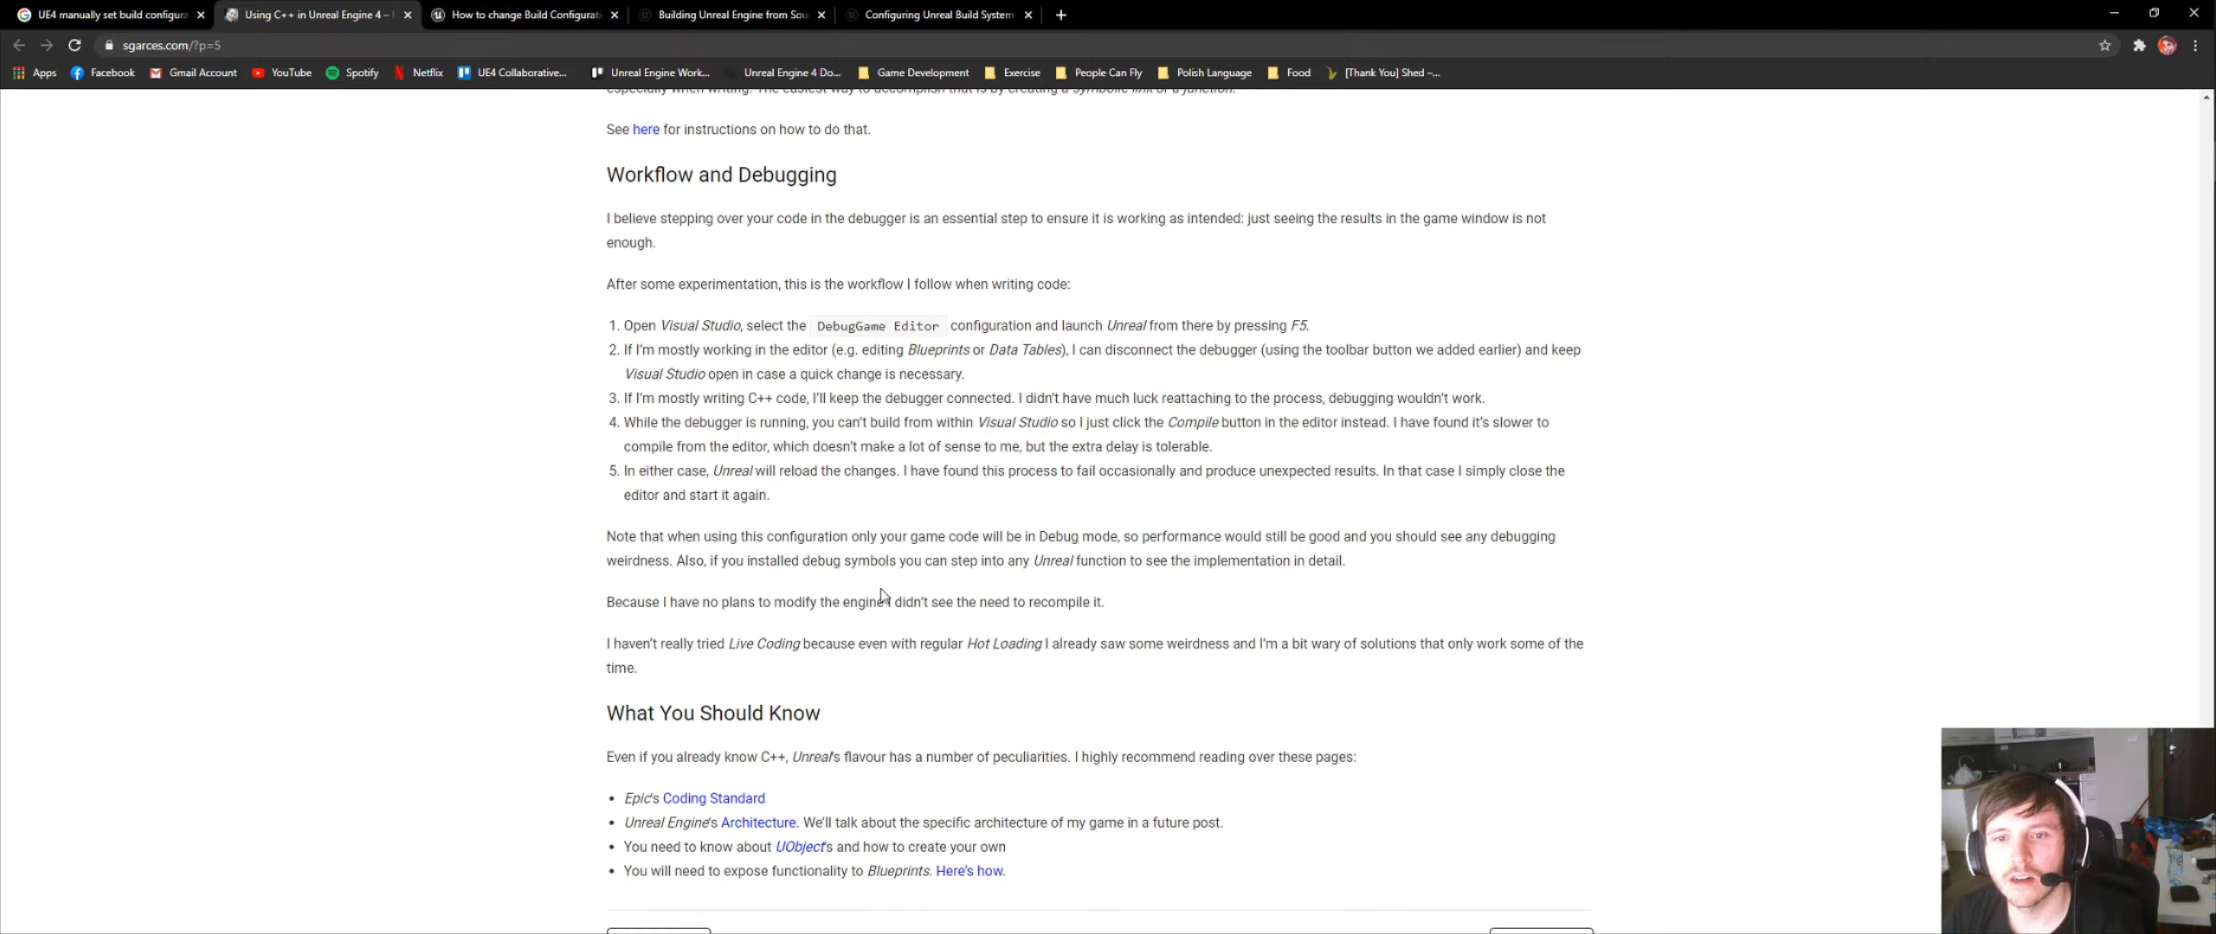 UE4 manually set build configura
Using C++ in Unreal Engine 4 –
How to change Build Configurati
Building Unreal Engine from Sou
Configuring Unreal Build System
sgarces.com/?p=5
Apps
Facebook
Gmail Account
YouTube
Spotify
Netflix
UE4 Collaborative...
Unreal Engine Work...
Unreal Engine 4 Do...
Game Development
Exercise
People Can Fly
Polish Language
Food
[Thank You] Shed –...
especially when writing. The easiest way to accomplish that is by creating a symbolic link or a junction.
See here for instructions on how to do that.
Workflow and Debugging
I believe stepping over your code in the debugger is an essential step to ensure it is working as intended: just seeing the results in the game window is not
enough.
After some experimentation, this is the workflow I follow when writing code:
1. Open Visual Studio, select the DebugGame Editor configuration and launch Unreal from there by pressing F5.
2. If I'm mostly working in the editor (e.g. editing Blueprints or Data Tables), I can disconnect the debugger (using the toolbar button we added earlier) and keep
Visual Studio open in case a quick change is necessary.
3. If I'm mostly writing C++ code, I'll keep the debugger connected. I didn't have much luck reattaching to the process, debugging wouldn't work.
4. While the debugger is running, you can't build from within Visual Studio so I just click the Compile button in the editor instead. I have found it's slower to
compile from the editor, which doesn't make a lot of sense to me, but the extra delay is tolerable.
5. In either case, Unreal will reload the changes. I have found this process to fail occasionally and produce unexpected results. In that case I simply close the
editor and start it again.
Note that when using this configuration only your game code will be in Debug mode, so performance would still be good and you should see any debugging
weirdness. Also, if you installed debug symbols you can step into any Unreal function to see the implementation in detail.
Because I have no plans to modify the engine I didn't see the need to recompile it.
I haven't really tried Live Coding because even with regular Hot Loading I already saw some weirdness and I'm a bit wary of solutions that only work some of the
time.
What You Should Know
Even if you already know C++, Unreal's flavour has a number of peculiarities. I highly recommend reading over these pages:
• Epic's Coding Standard
• Unreal Engine's Architecture. We'll talk about the specific architecture of my game in a future post.
• You need to know about UObject's and how to create your own
• You will need to expose functionality to Blueprints. Here's how.